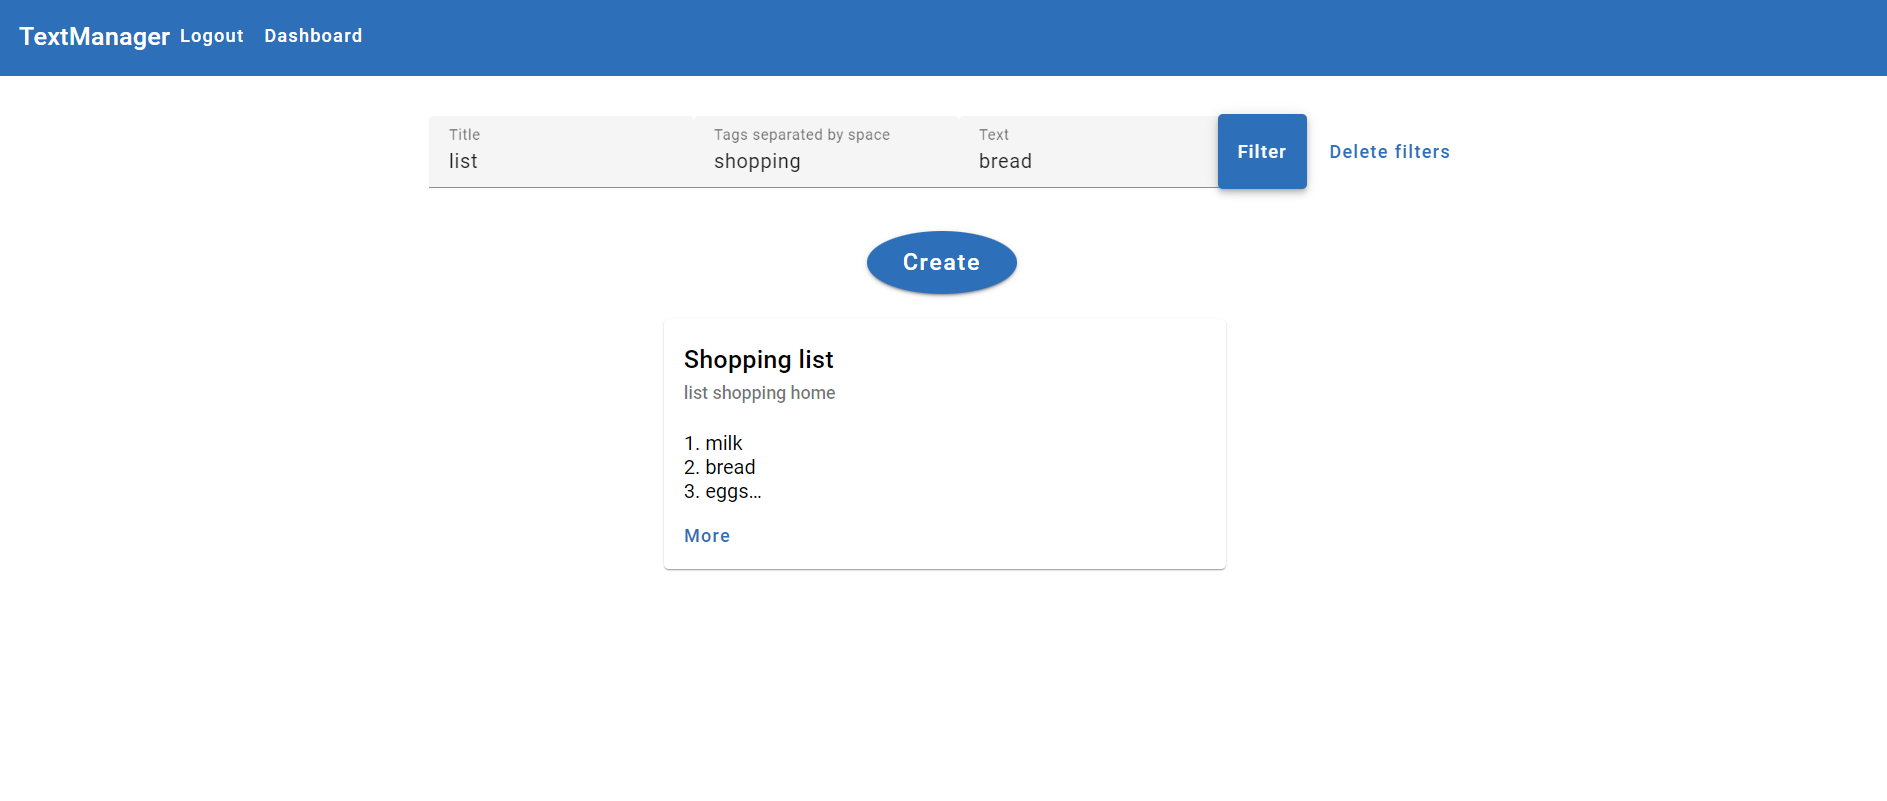 TextManager Logout Dashboard
Title
list
Tags separated by space
shopping
Text
bread
Filter
Delete filters
Create
Shopping list
list shopping home
1. milk
2. bread
3. eggs...
More